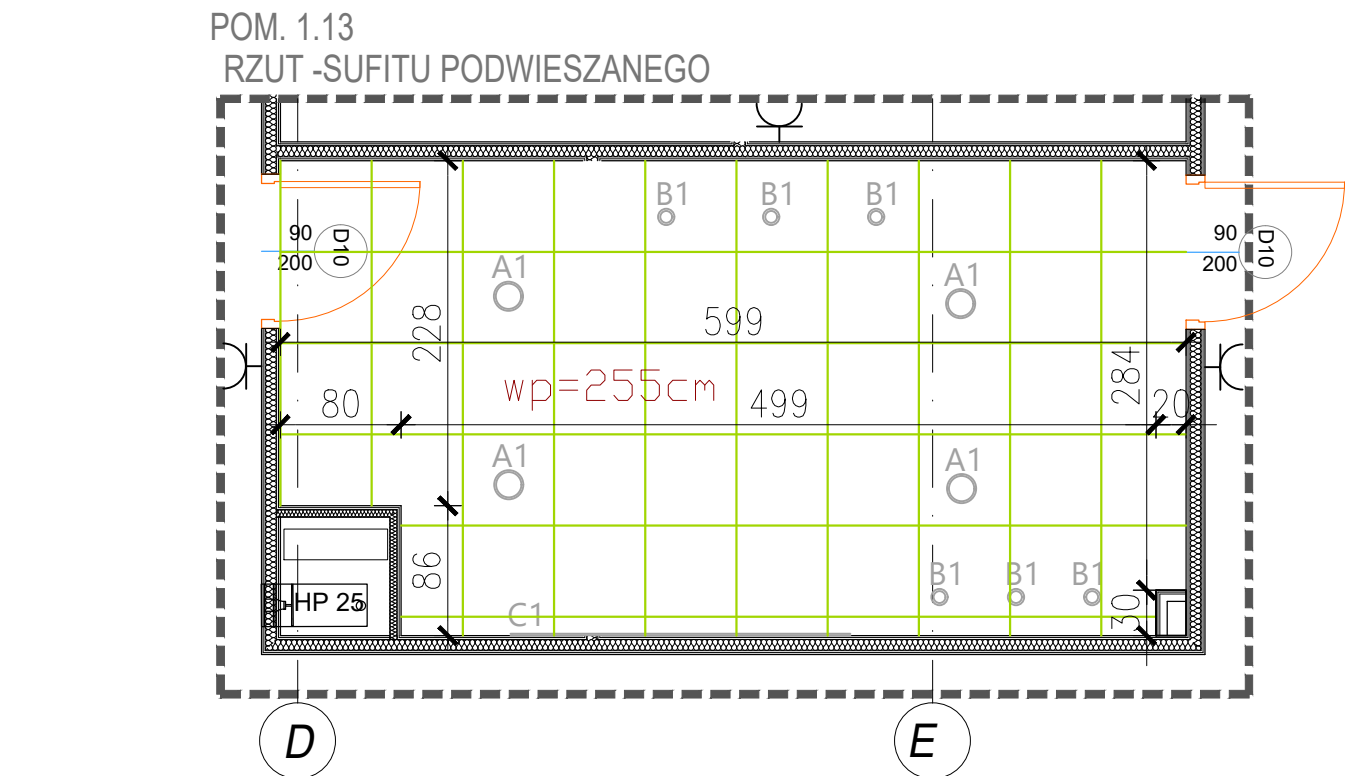 POM. 1.13
RZUT -SUFITU PODWIESZANEGO
B1 B1 B1
90
200
D10
90
200
D10
A1 A1
228
599
wp=255cm
284
80
499
20
A1 A1
86
B1 B1 B1
HP 25
C1
30
D E